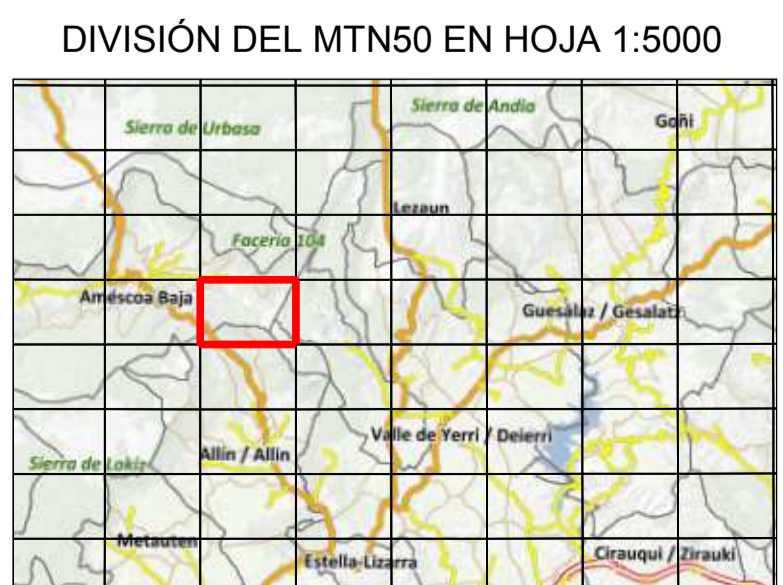 DIVISIÓN DEL MTN50 EN HOJA 1:5000
Sierra de Andia
Goñi
Sierra de Urbasa
Lezaun
Facería 104
Améscoa Baja
Guesálaz / Gesalatz
Valle de Yerri / Deierri
Allín / Allin
Sierra de Lokiz
Metauten
Estella-Lizarra
Cirauqui / Zirauki